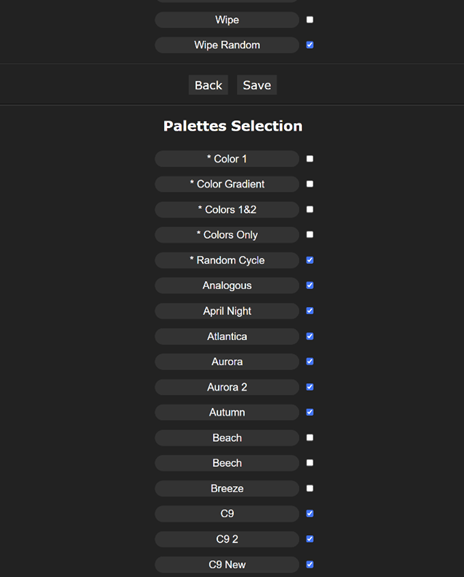 Wipe
Wipe Random
Back Save
Palettes Selection
* Color 1
* Color Gradient
* Colors 1&2
* Colors Only
* Random Cycle
Analogous
April Night
Atlantica
Aurora
Aurora 2
Autumn
Beach
Beech
Breeze
C9
C9 2
C9 New